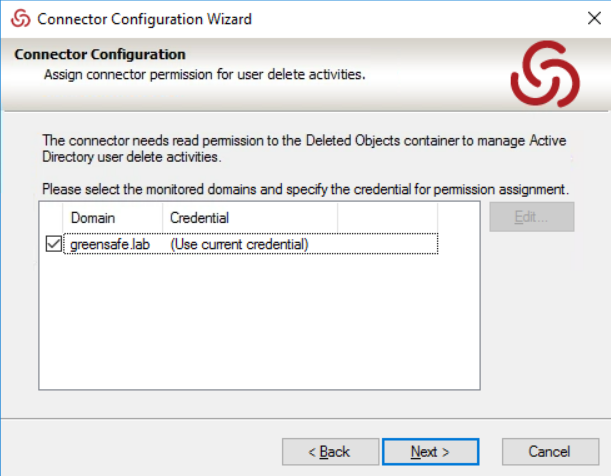 Connector Configuration Wizard
Connector Configuration
Assign connector permission for user delete activities.
The connector needs read permission to the Deleted Objects container to manage Active
Directory user delete activities.
Please select the monitored domains and specify the credential for permission assignment.
Domain Credential
Edit...
greensafe.lab (Use current credential)
< Back Next > Cancel